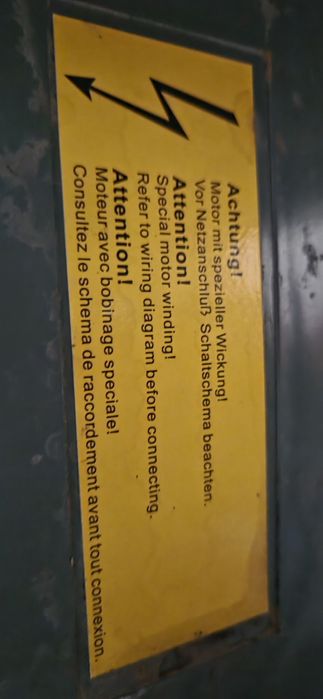 Achtung!
Motor mit spezieller Wickung!
Vor Netzanschluß Schaltschema beachten.
Attention!
Special motor winding!
Refer to wiring diagram before connecting.
Attention!
Moteur avec bobinage speciale!
Consultez le schema de raccordement avant tout connexion.